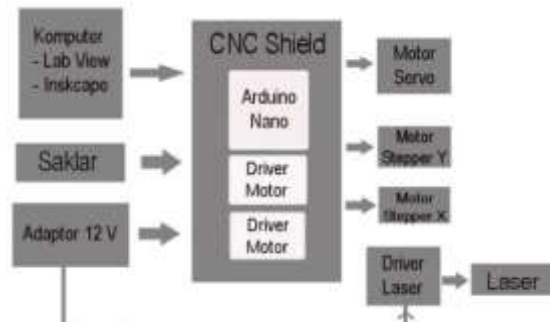 Komputer
- Lab View
- Inskcape
Saklar
Adaptor 12 V
CNC Shield
Arduino
Nano
Driver
Motor
Driver
Motor
Motor
Servo
Motor
Stepper Y
Motor
Stepper X
Driver
Laser
Laser